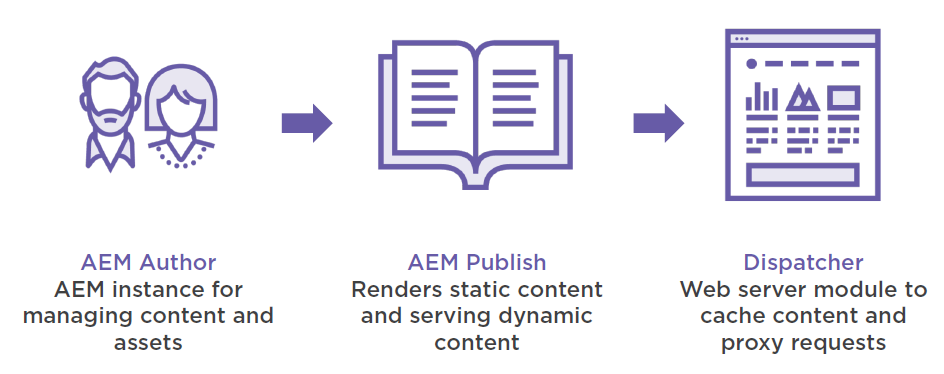 AEM Author
AEM instance for
managing content and
assets
AEM Publish
Renders static content
and serving dynamic
content
Dispatcher
Web server module to
cache content and
proxy requests